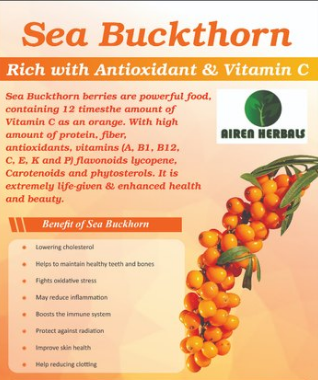 Sea Buckthorn
Rich with Antioxidant & Vitamin C
Sea Buckthorn berries are powerful food,
containing 12 timesthe amount of
Vitamin C as an orange. With high
amount of protein, fiber,
antioxidants, vitamins (A, B1, B12,
C, E, K and P) flavonoids lycopene,
Carotenoids and phytosterols. It is
extremely life-given & enhanced health
and beauty.
AIREN HERBALS
Benefit of Sea Buckhorn
Lowering cholesterol
Helps to maintain healthy teeth and bones
Fights oxidative stress
May reduce inflammation
Boosts the immune system
Protect against radiation
Improve skin health
Help reducing clotting